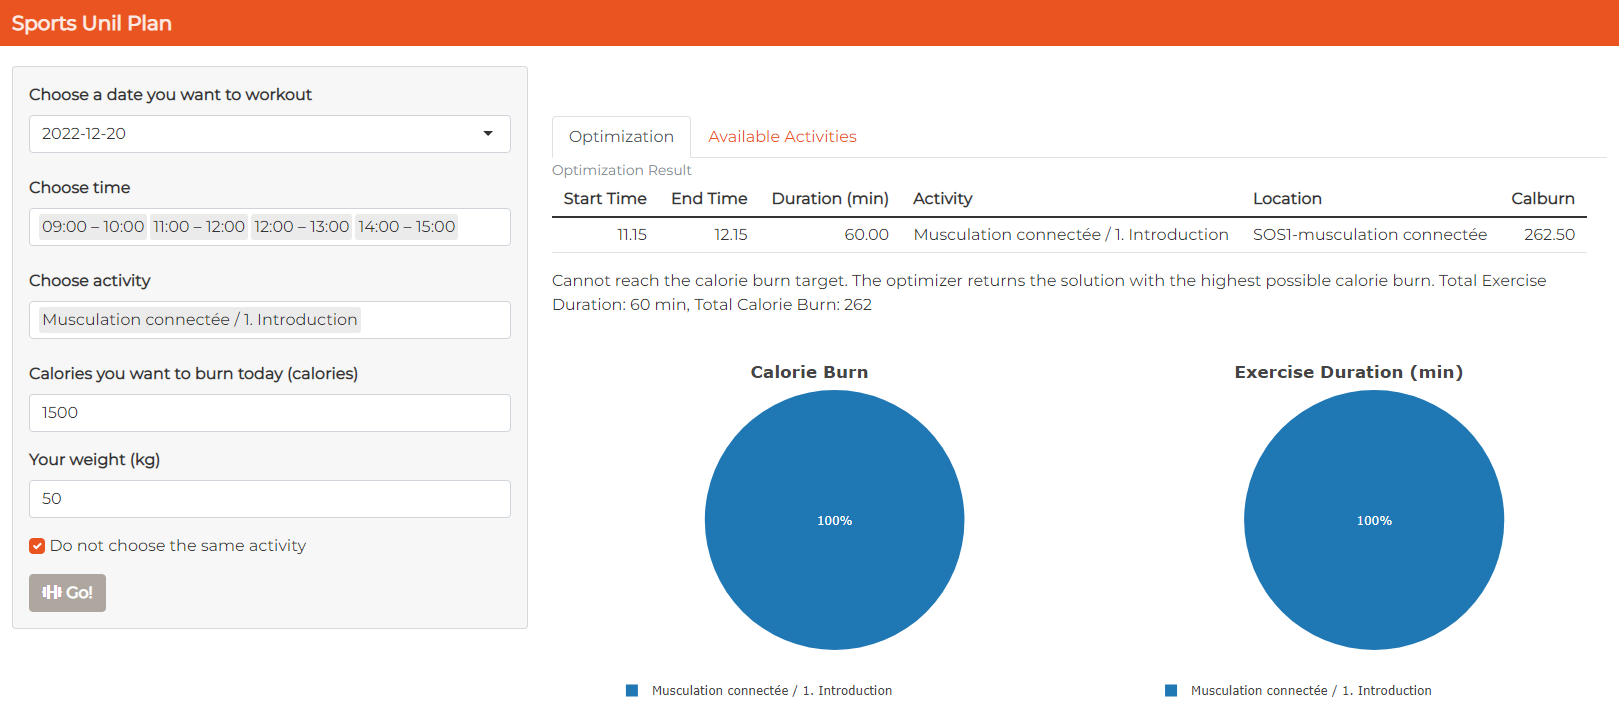 Sports Unil Plan
Choose a date you want to workout
2022-12-20
Choose time
09:00 – 10:00 11:00 – 12:00 12:00 – 13:00 14:00 – 15:00
Choose activity
Musculation connectée / 1. Introduction
Calories you want to burn today (calories)
1500
Your weight (kg)
50
Do not choose the same activity
Go!
Optimization Available Activities
Optimization Result
Start Time End Time Duration (min) Activity Location Calburn
11.15 12.15 60.00 Musculation connectée / 1. Introduction SOS1-musculation connectée 262.50
Cannot reach the calorie burn target. The optimizer returns the solution with the highest possible calorie burn. Total Exercise
Duration: 60 min, Total Calorie Burn: 262
Calorie Burn
100%
Musculation connectée / 1. Introduction
Exercise Duration (min)
100%
Musculation connectée / 1. Introduction